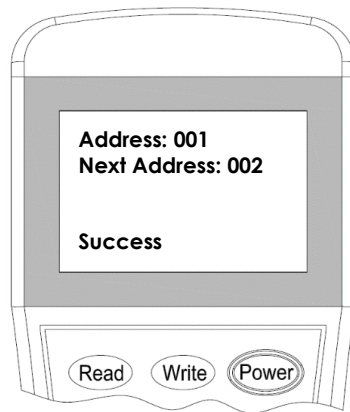 Address: 001
Next Address: 002
Success
Read Write Power